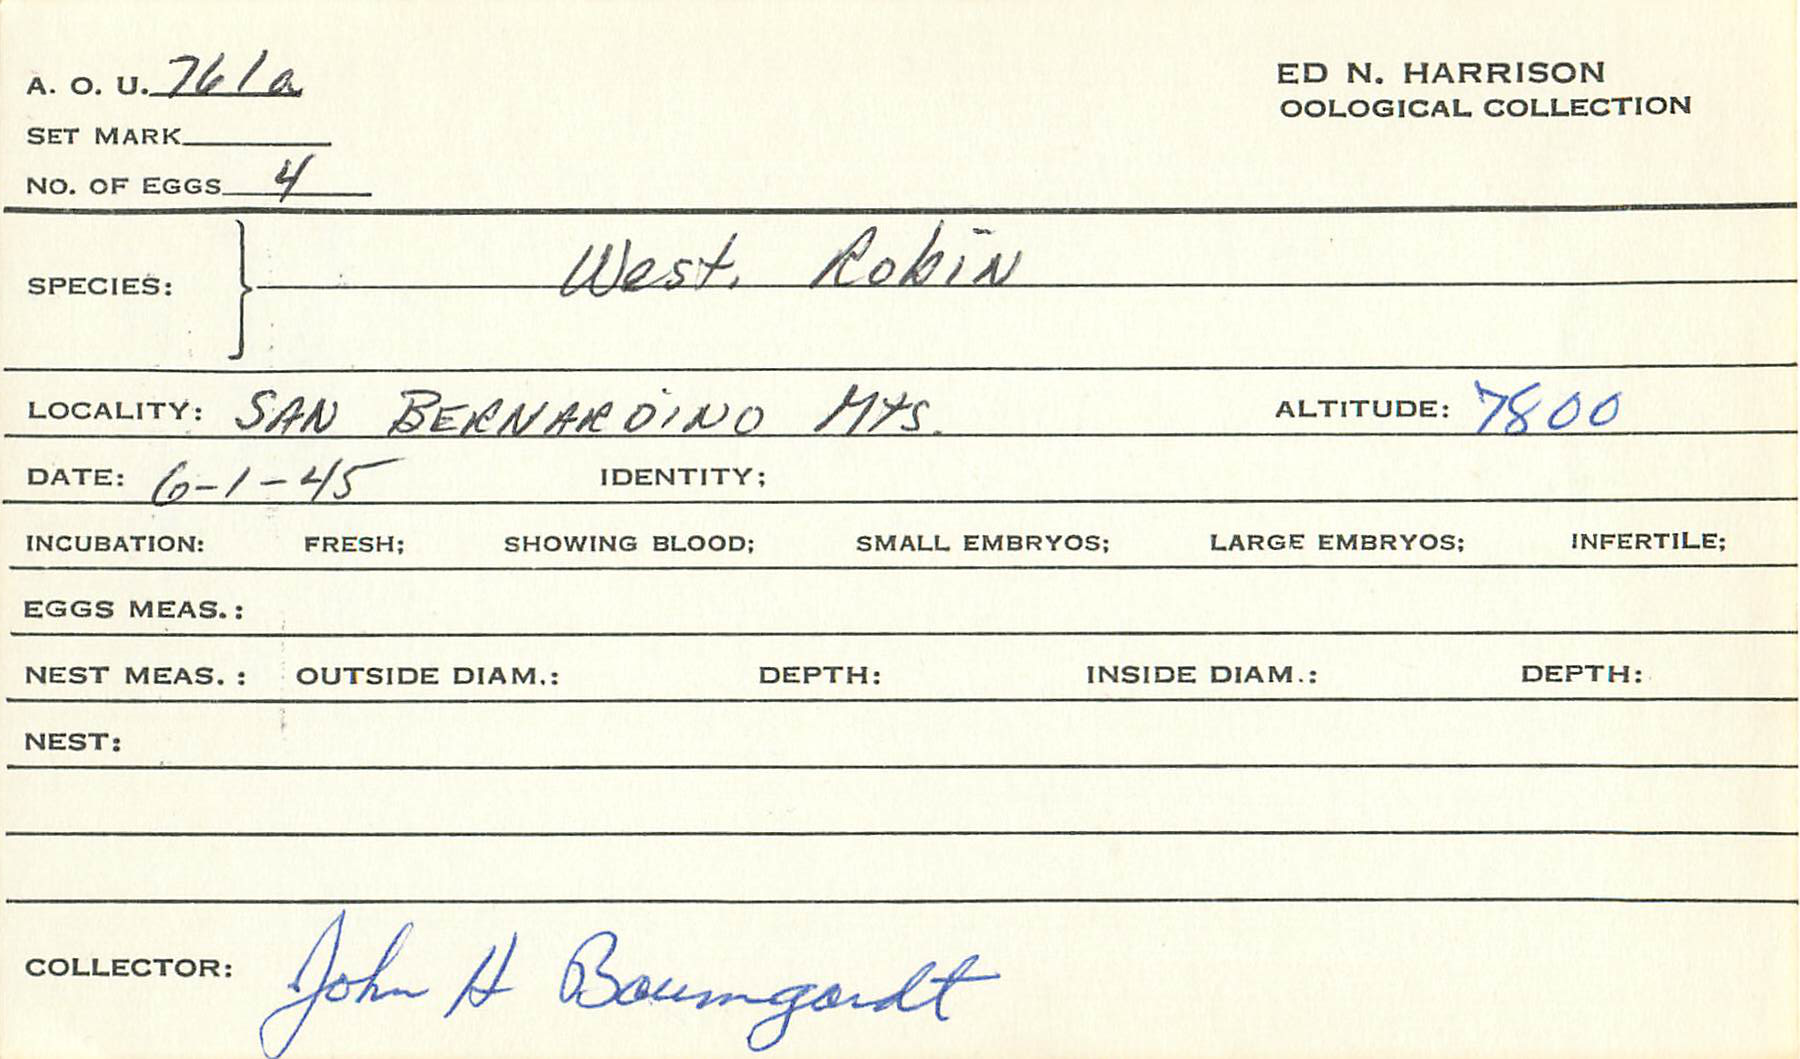 A. O. U. 761a
ED N. HARRISON
OOLOGICAL COLLECTION
SET MARK
NO. OF EGGS 4
SPECIES: West. Robin
LOCALITY: SAN BERNARDINO Mts. ALTITUDE: 7800
DATE: 6-1-45 IDENTITY;
INCUBATION: FRESH; SHOWING BLOOD; SMALL EMBRYOS; LARGE EMBRYOS; INFERTILE;
EGGS MEAS.:
NEST MEAS.: OUTSIDE DIAM.: DEPTH: INSIDE DIAM.: DEPTH:
NEST:
COLLECTOR: John H Baumgardt